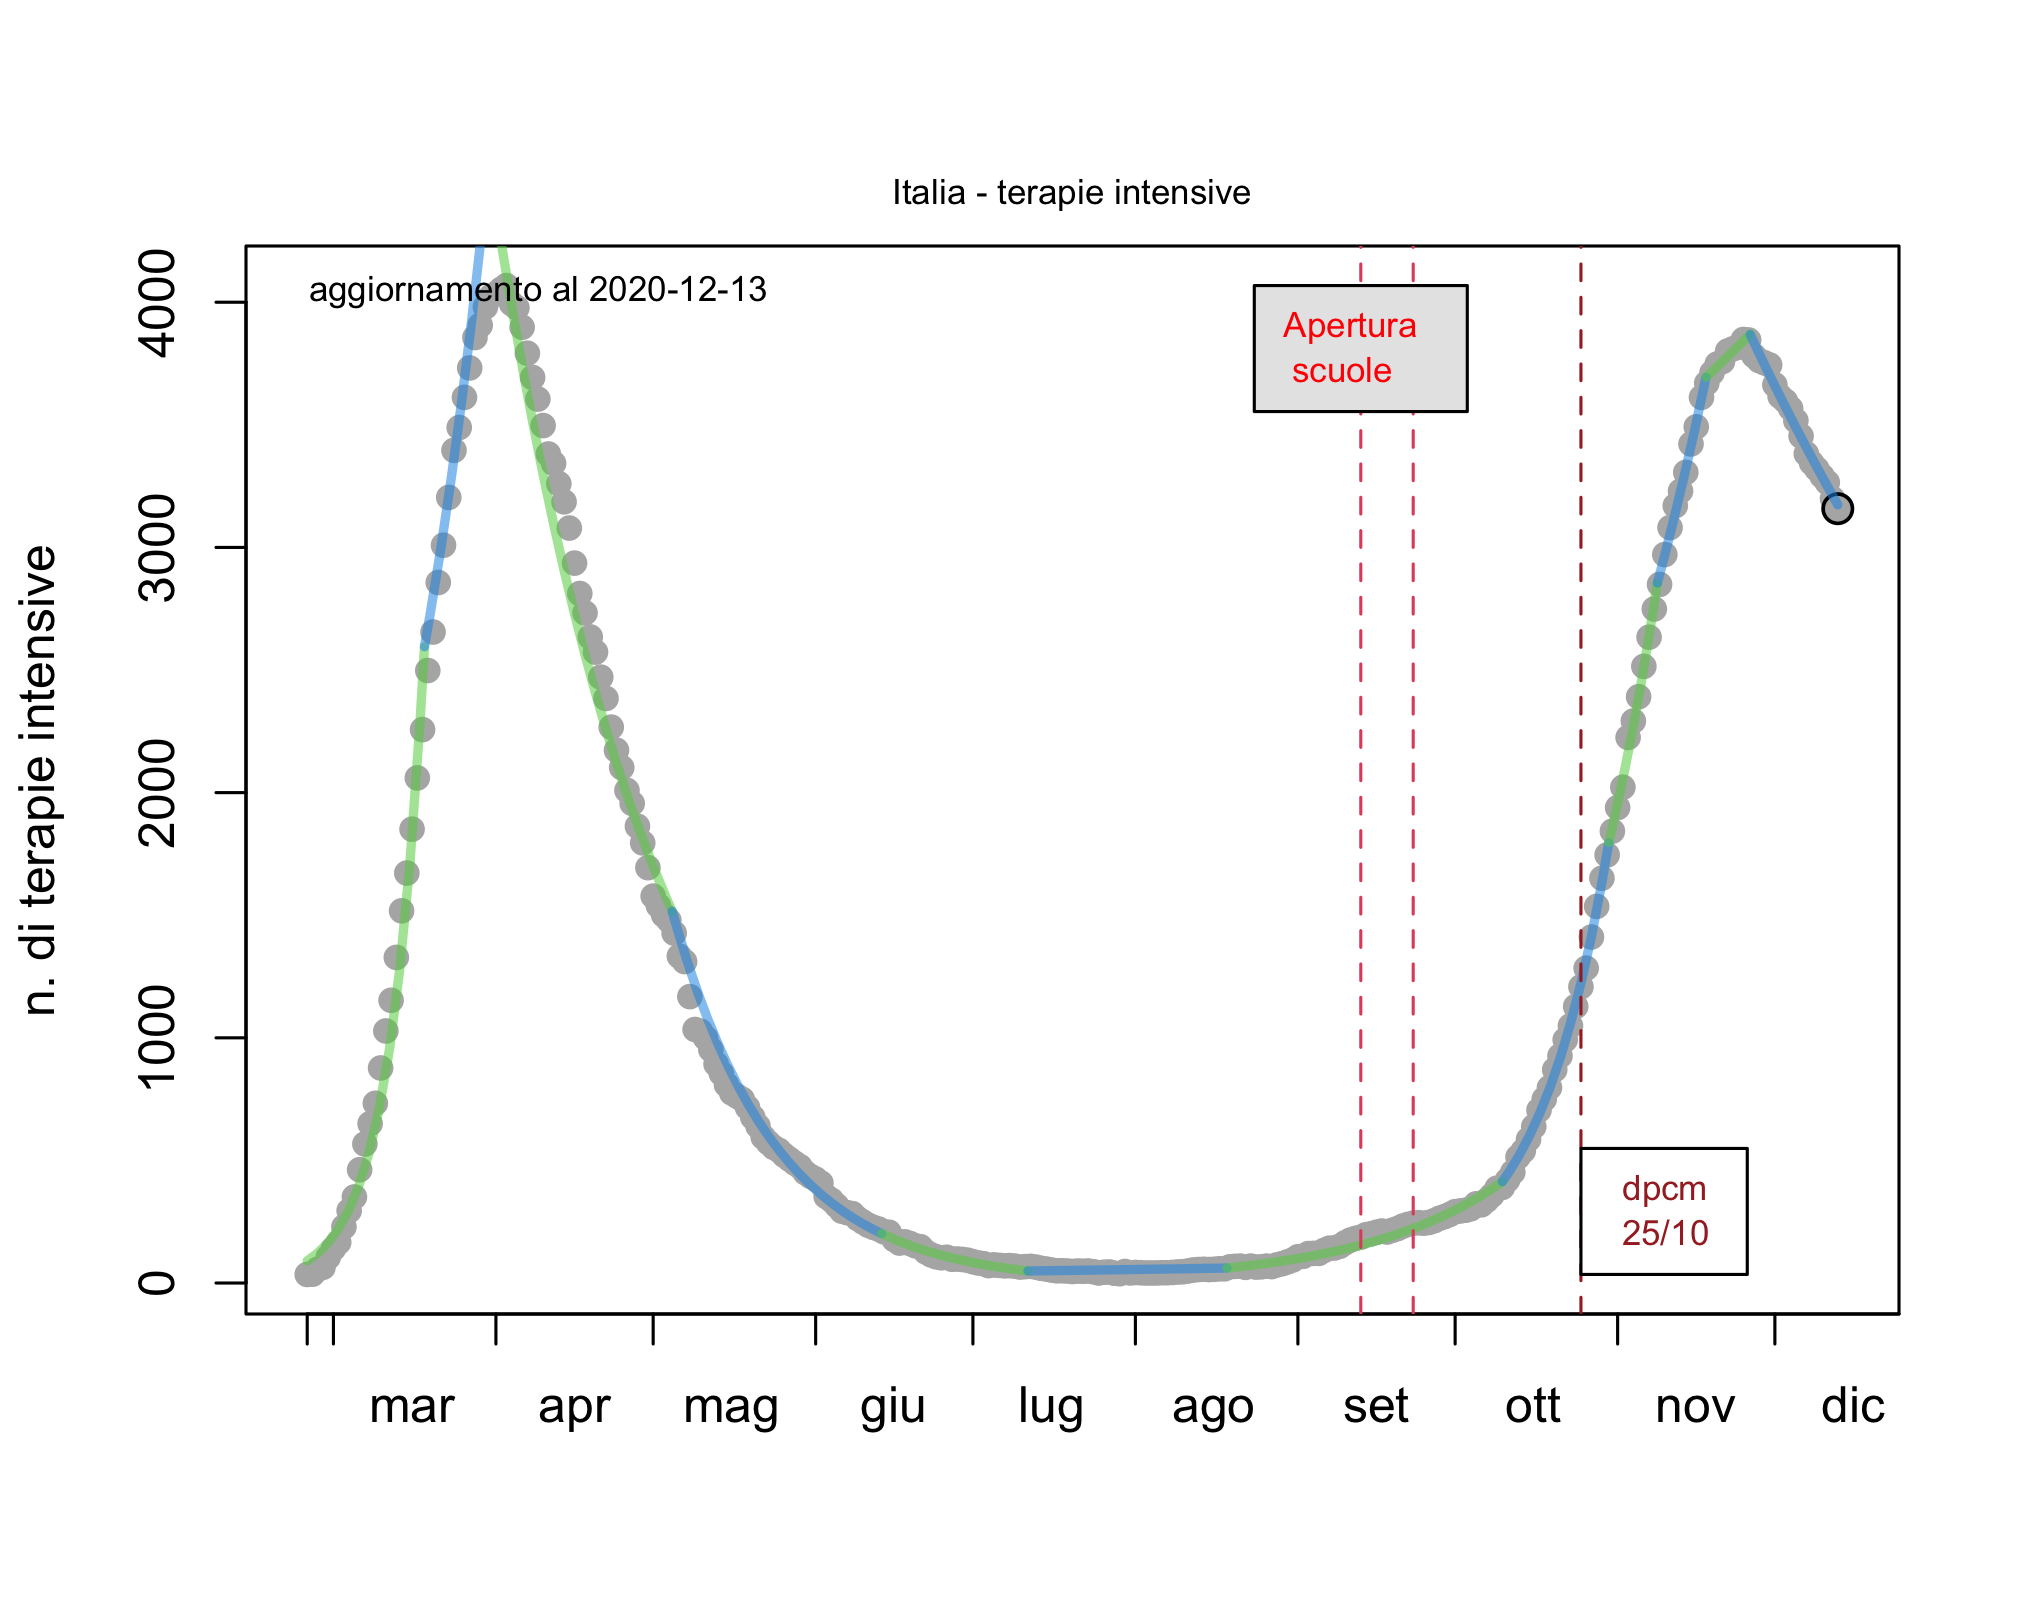 Italia - terapie intensive
aggiornamento al 2020-12-13
Apertura
scuole
dpcm
25/10
n. di terapie intensive
4000
3000
2000
1000
0
mar apr mag giu lug ago set ott nov dic